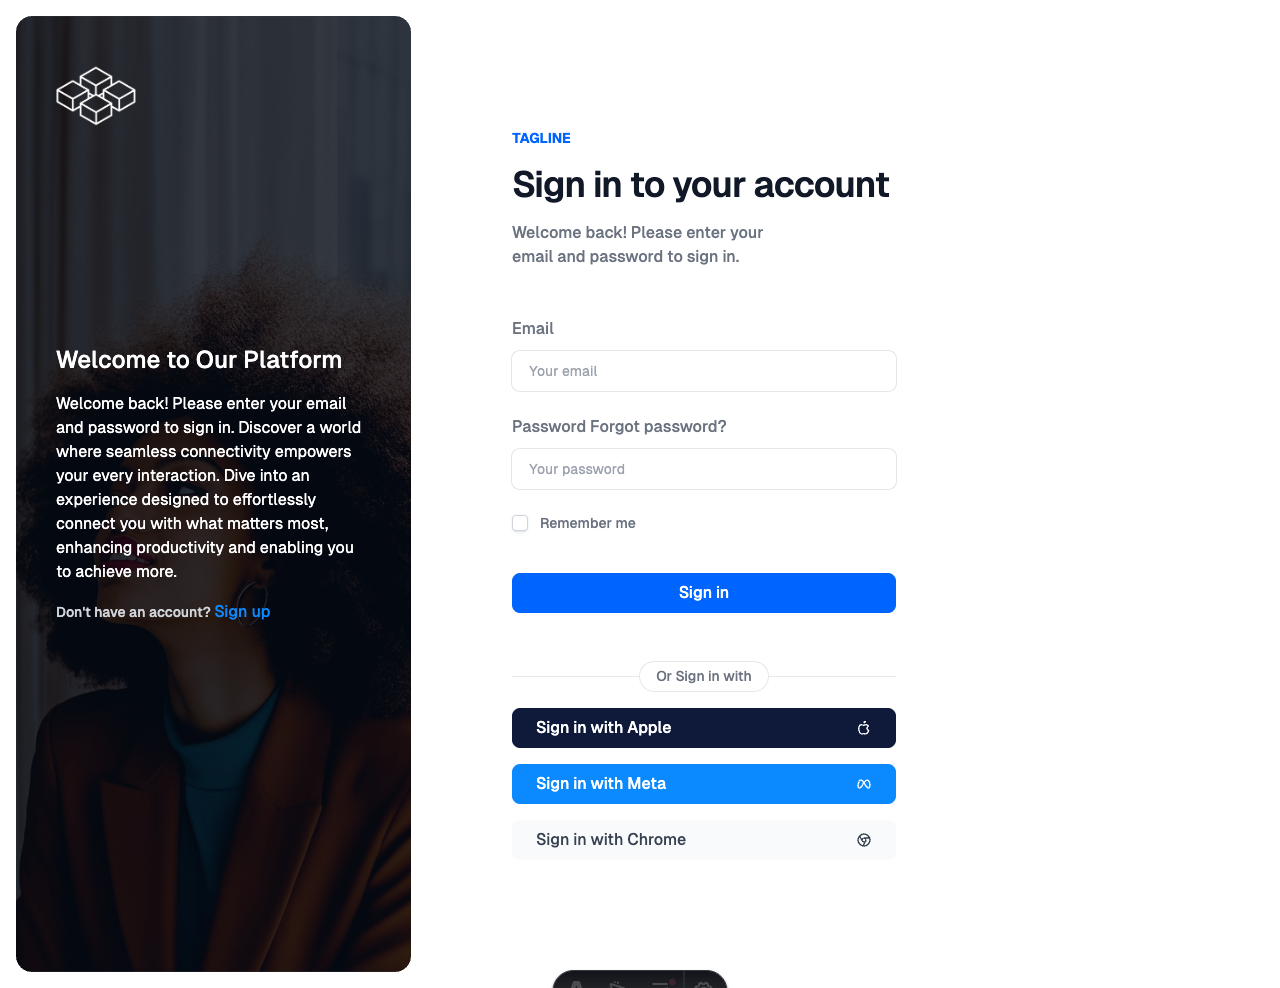 Welcome to Our Platform
Welcome back! Please enter your email
and password to sign in. Discover a world
where seamless connectivity empowers
your every interaction. Dive into an
experience designed to effortlessly
connect you with what matters most,
enhancing productivity and enabling you
to achieve more.
Don't have an account? Sign up
TAGLINE
Sign in to your account
Welcome back! Please enter your
email and password to sign in.
Email
Your email
Password Forgot password?
Your password
Remember me
Sign in
Or Sign in with
Sign in with Apple
Sign in with Meta
Sign in with Chrome